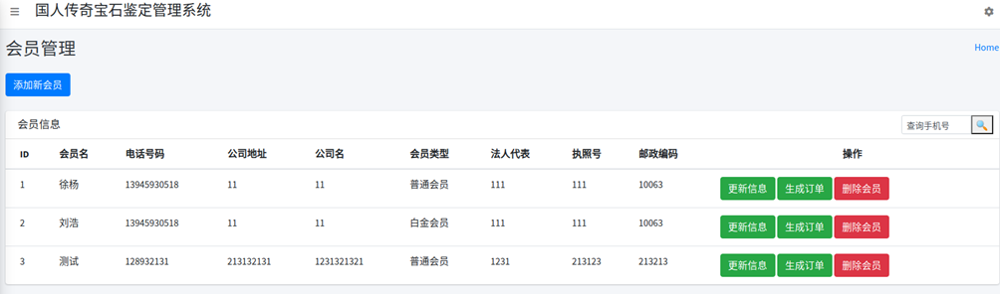 国人传奇宝石鉴定管理系统
会员管理
Home
添加新会员
会员信息
查询手机号
ID 会员名 电话号码 公司地址 公司名 会员类型 法人代表 执照号 邮政编码 操作
1 徐杨 13945930518 11 11 普通会员 111 111 10063 更新信息 生成订单 删除会员
2 刘浩 13945930518 11 11 白金会员 111 111 10063 更新信息 生成订单 删除会员
3 测试 128932131 213132131 1231321321 普通会员 1231 213123 213213 更新信息 生成订单 删除会员